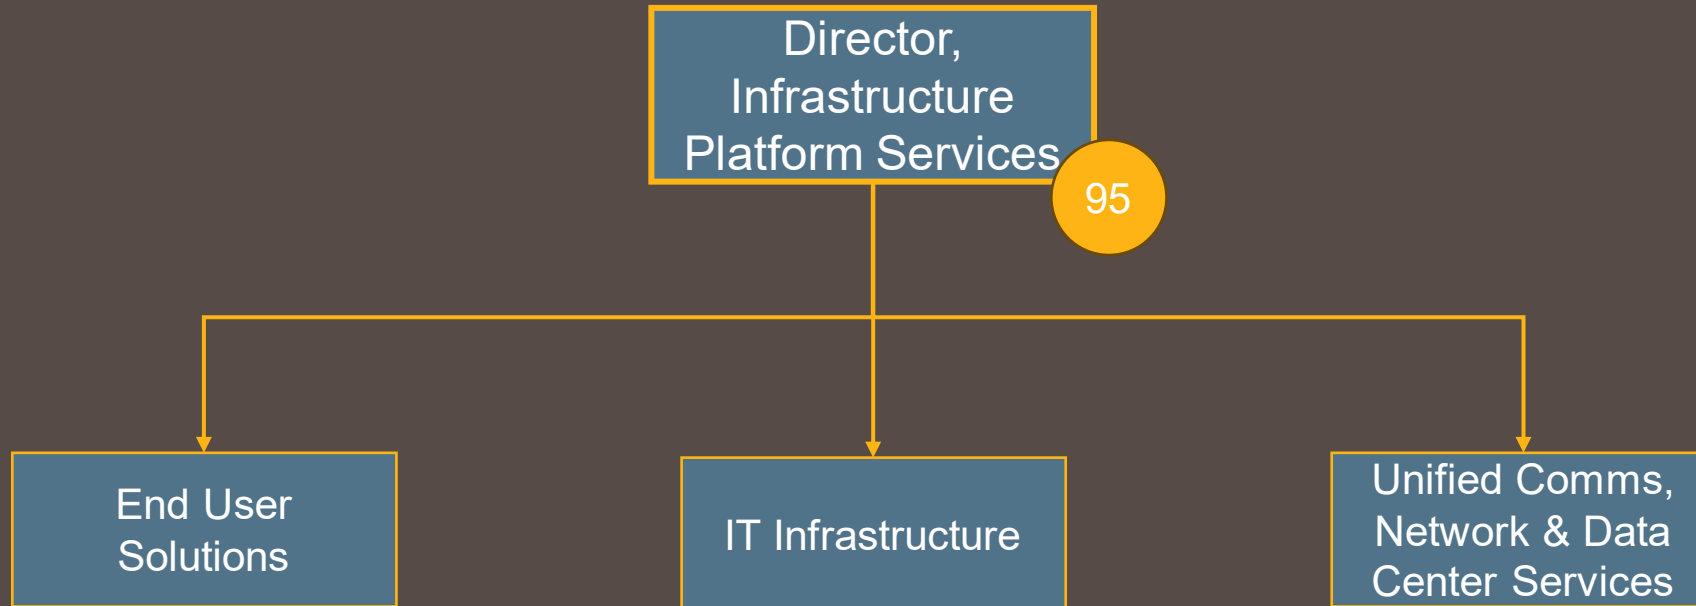 Director,
Infrastructure
Platform Services
95
End User
Solutions
IT Infrastructure
Unified Comms,
Network & Data
Center Services